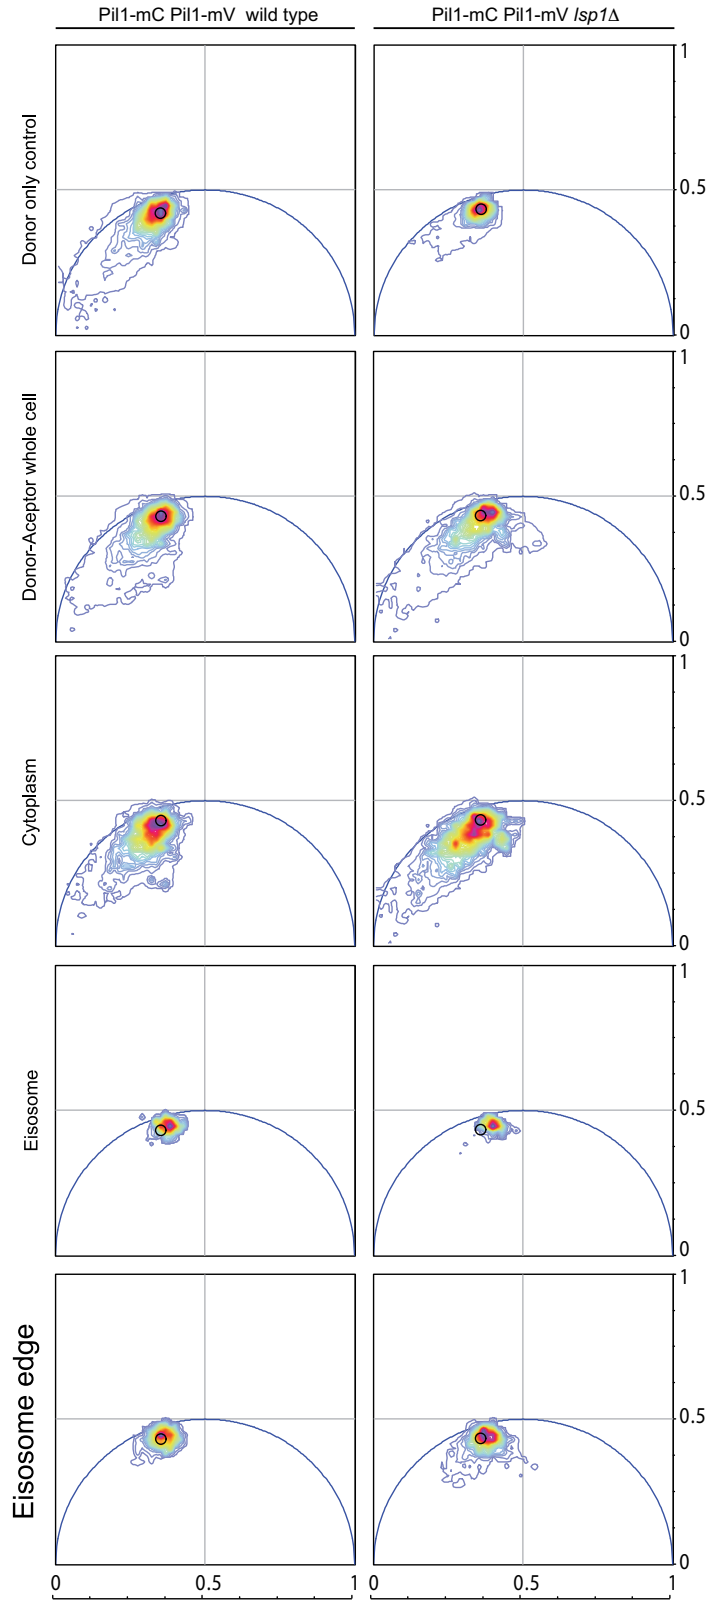 Pil1-mC Pil1-mV wild type
Pil1-mC Pil1-mV lsp1Δ
Donor only control
1
0.5
0
Donor-Aceptor whole cell
1
0.5
0
Cytoplasm
1
0.5
0
Eisosome
1
0.5
0
Eisosome edge
1
0.5
0
0 0.5 1
0 0.5 1